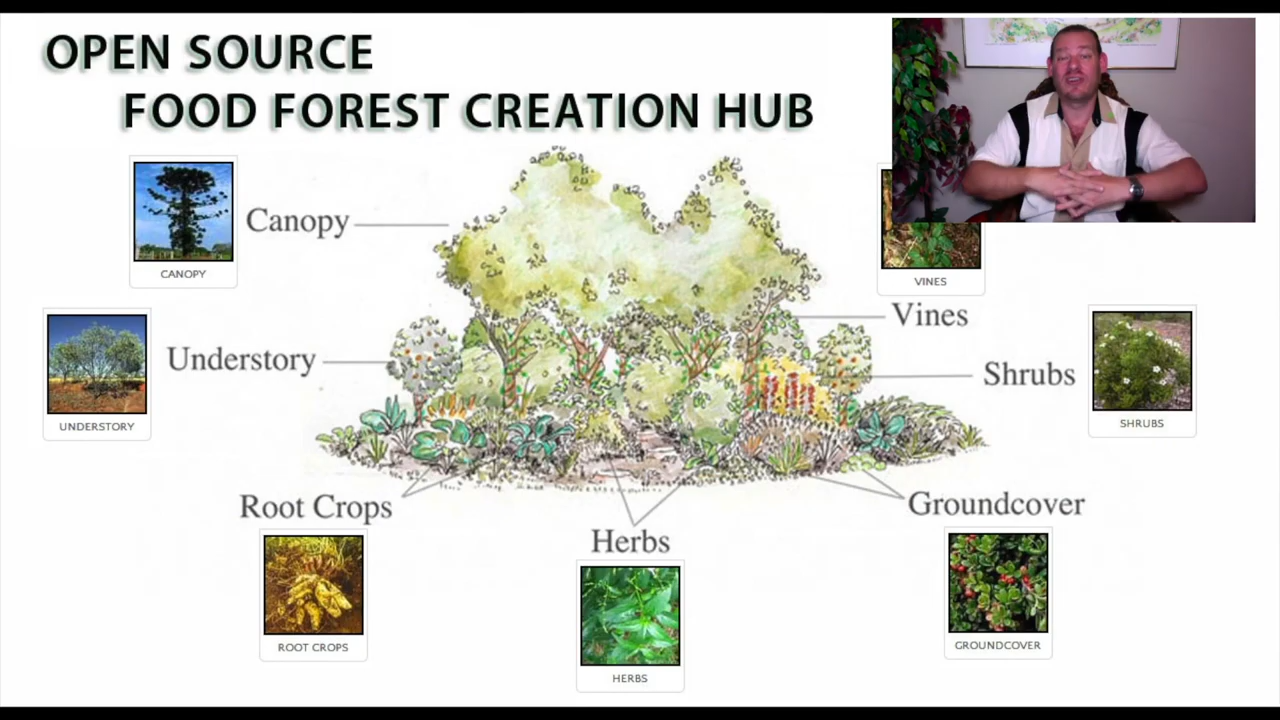 OPEN SOURCE
FOOD FOREST CREATION HUB
CANOPY
Canopy
VINES
Vines
UNDERSTORY
Understory
Shrubs
SHRUBS
Root Crops
ROOT CROPS
Herbs
HERBS
Groundcover
GROUNDCOVER